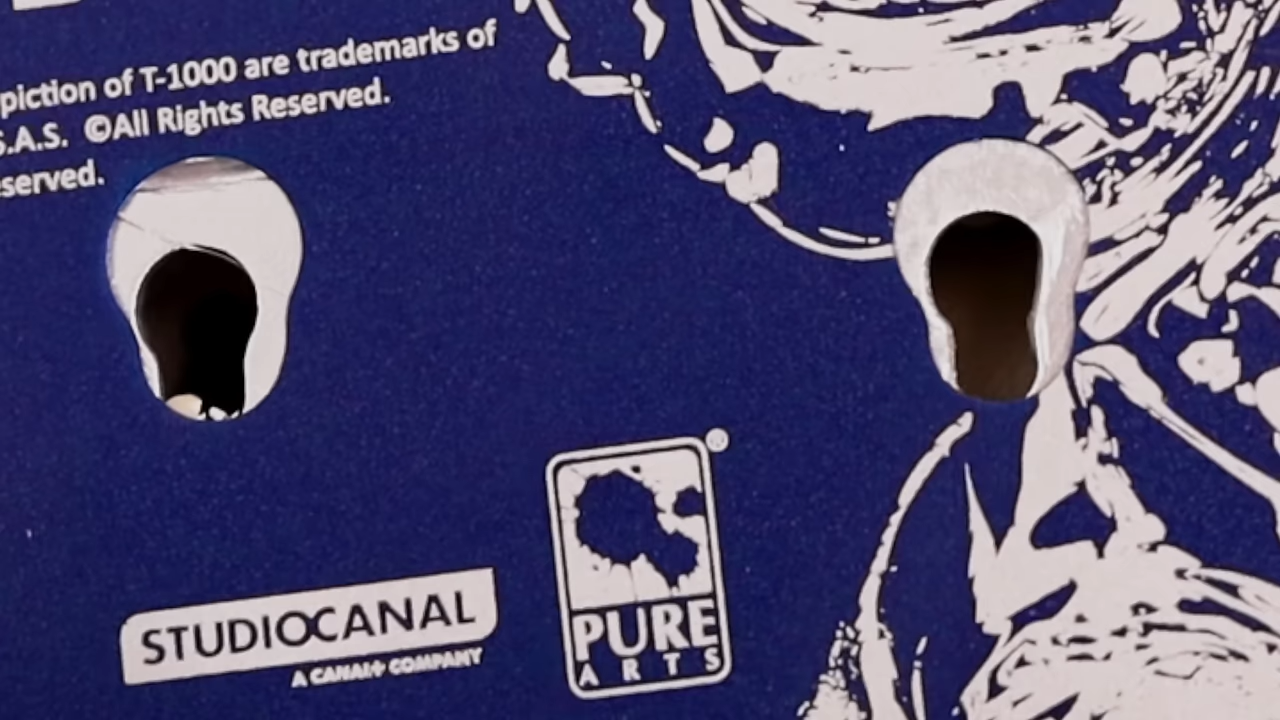 piction of T-1000 are trademarks of
S.A.S. ©All Rights Reserved.
served.
STUDIOCANAL
A CANAL+ COMPANY
®
PURE
ARTS